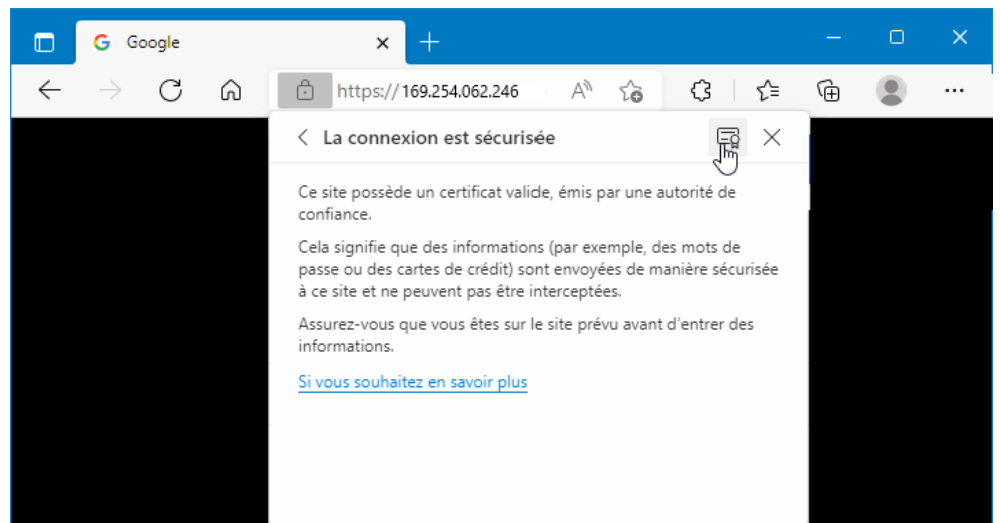 Google
https://169.254.062.246
La connexion est sécurisée
Ce site possède un certificat valide, émis par une autorité de
confiance.
Cela signifie que des informations (par exemple, des mots de
passe ou des cartes de crédit) sont envoyées de manière sécurisée
à ce site et ne peuvent pas être interceptées.
Assurez-vous que vous êtes sur le site prévu avant d'entrer des
informations.
Si vous souhaitez en savoir plus